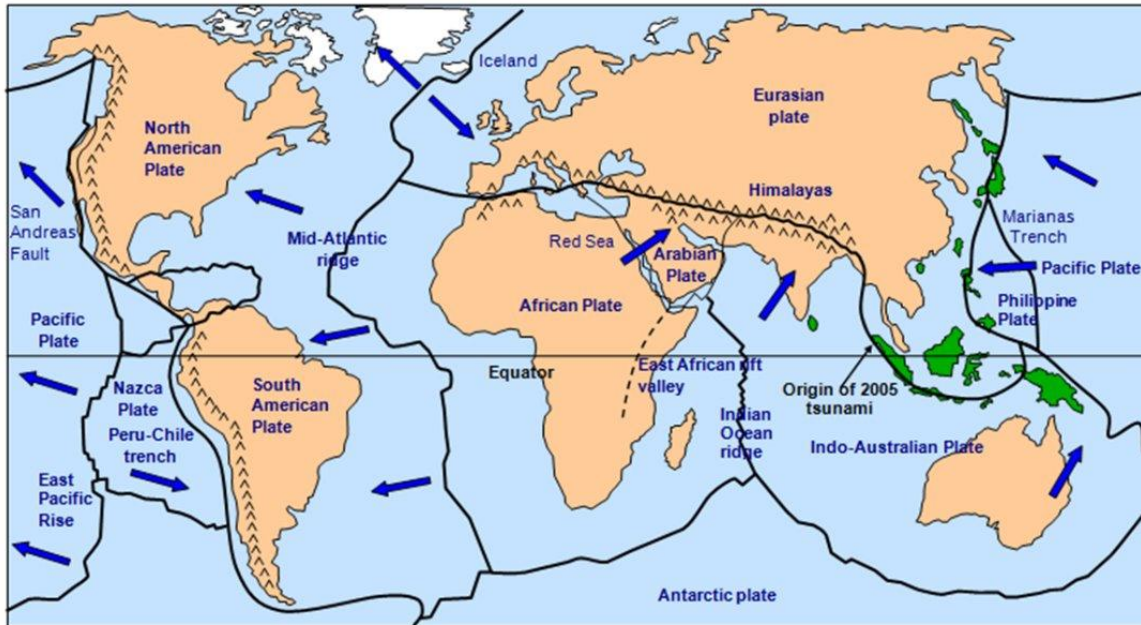 Iceland
Eurasian
plate
North
American
Plate
Himalayas
San
Andreas
Fault
Marianas
Trench
Mid-Atlantic
ridge
Red Sea
Arabian
Plate
Pacific Plate
African Plate
Philippine
Plate
Pacific
Plate
Equator
East African rift
valley
Origin of 2005
tsunami
Nazca
Plate
South
American
Plate
Peru-Chile
trench
Indian
Ocean
ridge
Indo-Australian Plate
East
Pacific
Rise
Antarctic plate